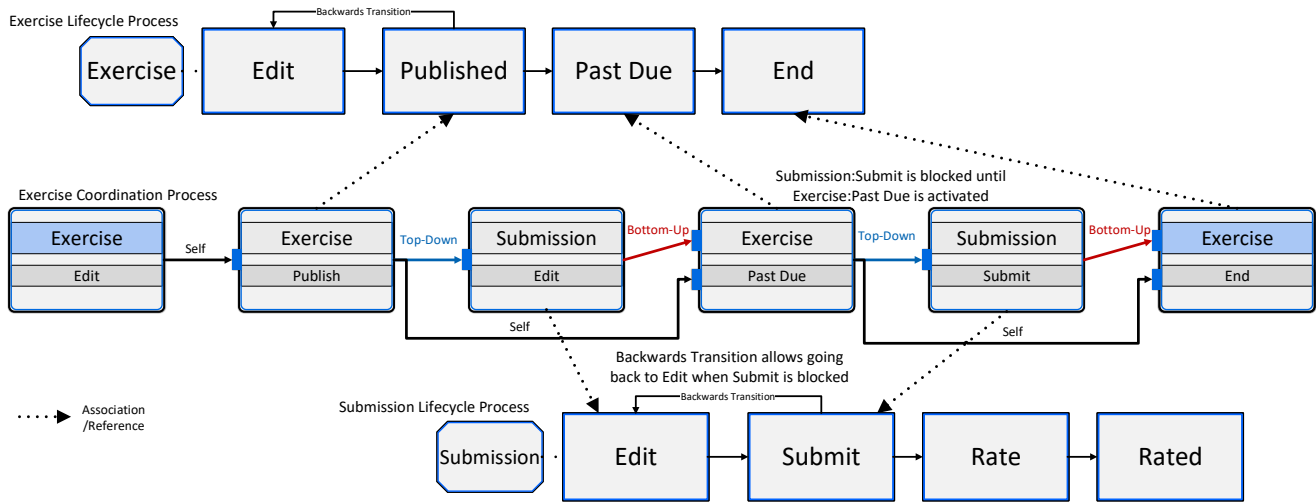 Exercise Lifecycle Process
Backwards Transition
Exercise
Edit
Published
Past Due
End
Submission:Submit is blocked until
Exercise:Past Due is activated
Exercise Coordination Process
Exercise
Edit
Self
Exercise
Publish
Top-Down
Submission
Edit
Bottom-Up
Exercise
Past Due
Top-Down
Submission
Submit
Bottom-Up
Exercise
End
Self
Self
Backwards Transition allows going
back to Edit when Submit is blocked
Association
/Reference
Submission Lifecycle Process
Backwards Transition
Submission
Edit
Submit
Rate
Rated